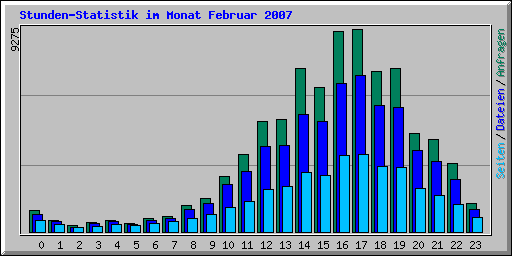 Stunden-Statistik im Monat Februar 2007
9275
Seiten / Dateien / Anfragen
0 1 2 3 4 5 6 7 8 9 10 11 12 13 14 15 16 17 18 19 20 21 22 23